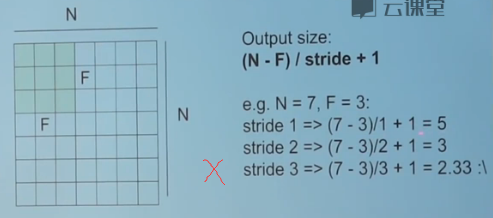 云课堂
N
F
F
N
Output size:
(N - F) / stride + 1
e.g. N = 7, F = 3:
stride 1 => (7 - 3)/1 + 1 = 5
stride 2 => (7 - 3)/2 + 1 = 3
stride 3 => (7 - 3)/3 + 1 = 2.33 :\